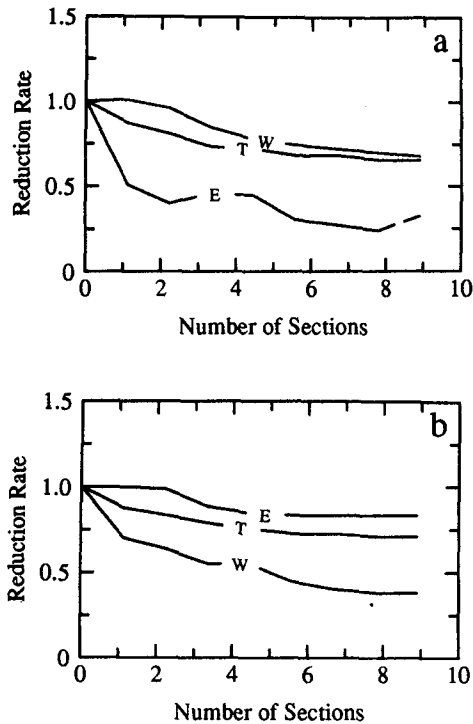 1.5
a
Reduction Rate
1.0
W
T
0.5
E
0
0 2 4 6 8 10
Number of Sections
1.5
b
Reduction Rate
1.0
E
T
0.5
W
0
0 2 4 6 8 10
Number of Sections